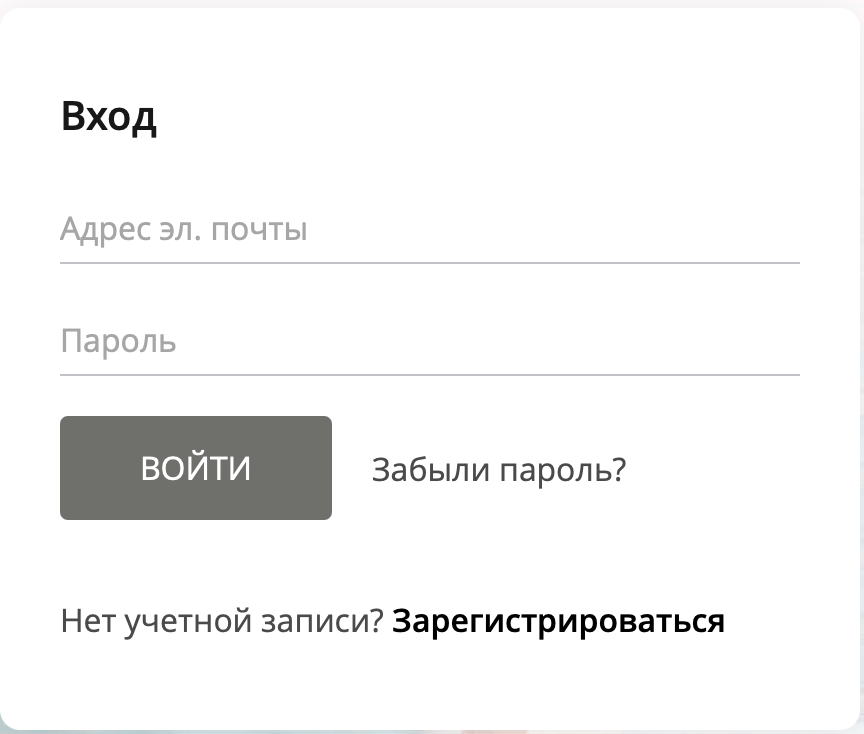 Вход
Адрес эл. почты
Пароль
ВОЙТИ Забыли пароль?
Нет учетной записи? Зарегистрироваться